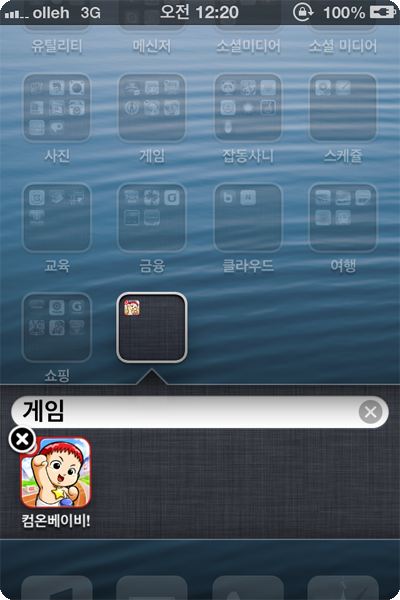 olleh 3G 오전 12:20 100%
유틸리티 메신저 소셜미디어 소셜 미디어
사진 게임 잡동사니 스케쥴
교육 금융 클라우드 여행
쇼핑
게임
컴온베이비!